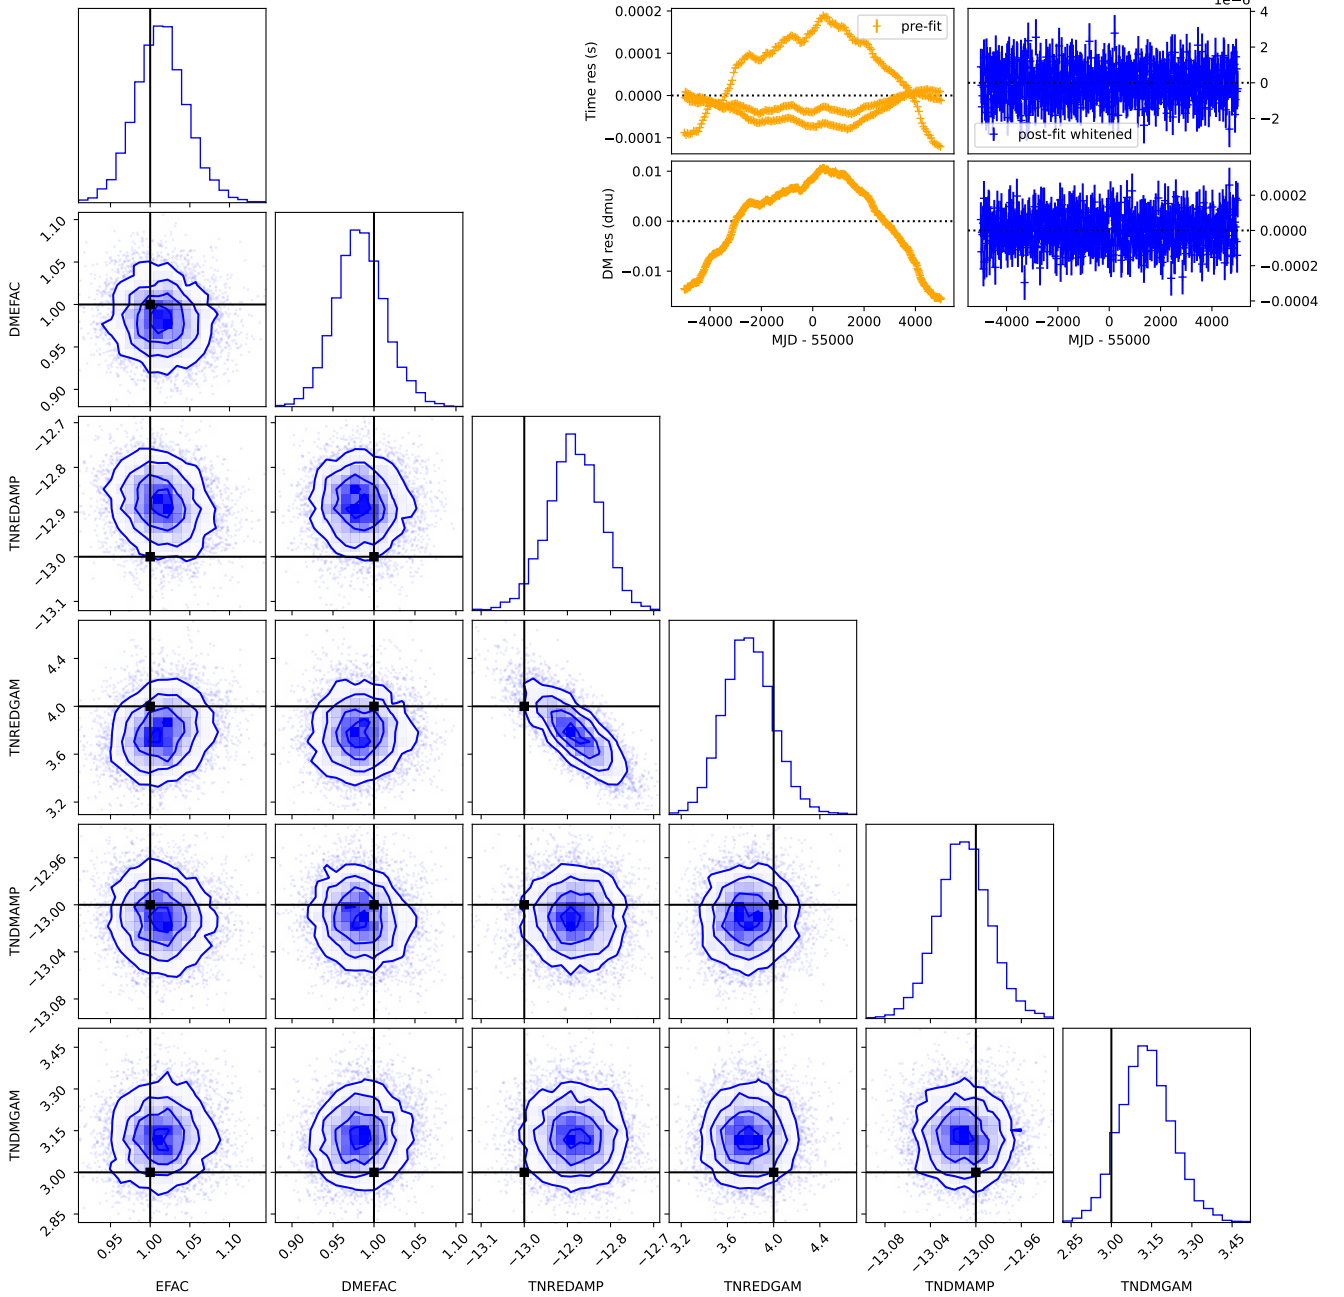 1e−6
0.0002
0.0001
0.0000
−0.0001
Time res (s)
pre-fit
4
2
0
−2
post-fit whitened
0.01
0.00
−0.01
DM res (dmu)
0.0002
0.0000
−0.0002
−0.0004
−4000 −2000 0 2000 4000
MJD - 55000
−4000 −2000 0 2000 4000
MJD - 55000
1.10
1.05
1.00
0.95
0.90
DMEFAC
−12.7
−12.8
−12.9
−13.0
−13.1
TNREDAMP
4.4
4.0
3.6
3.2
TNREDGAM
−12.96
−13.00
−13.04
−13.08
TNDMAMP
3.45
3.30
3.15
3.00
2.85
TNDMGAM
0.95 1.00 1.05 1.10
0.90 0.95 1.00 1.05 1.10
−13.1 −13.0 −12.9 −12.8 −12.7
3.2 3.6 4.0 4.4
−13.08 −13.04 −13.00 −12.96
2.85 3.00 3.15 3.30 3.45
EFAC DMEFAC TNREDAMP TNREDGAM TNDMAMP TNDMGAM